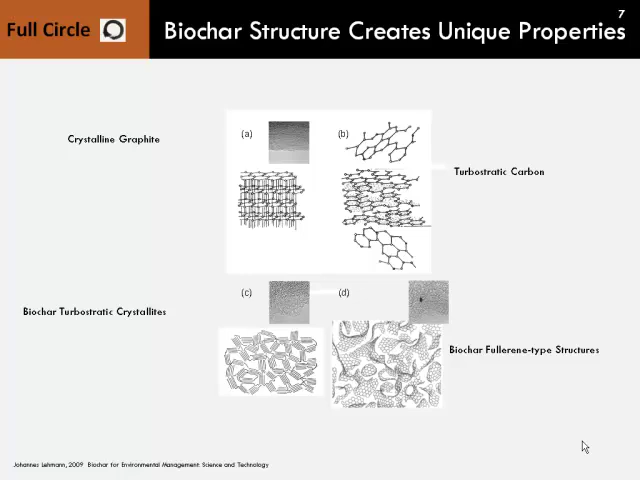 Full Circle
Biochar Structure Creates Unique Properties
7
Crystalline Graphite
(a)
(b)
Turbostratic Carbon
(c)
(d)
Biochar Turbostratic Crystallites
Biochar Fullerene-type Structures
Johannes Lehmann, 2009 Biochar for Environmental Management: Science and Technology